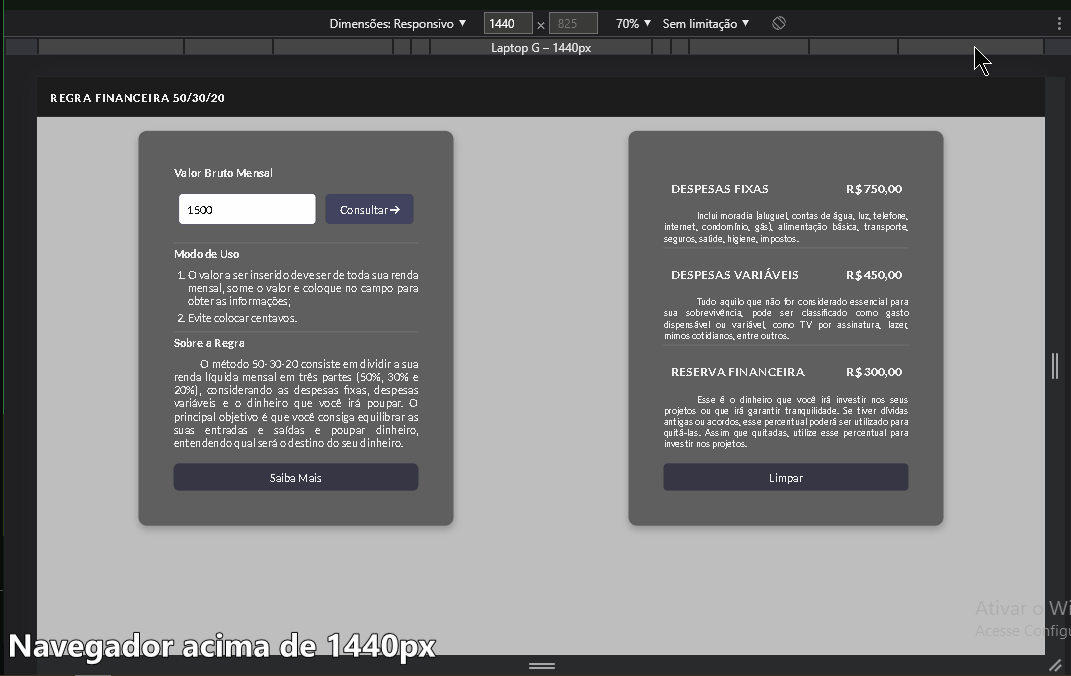 Dimensões: Responsivo 1440 × 825 70% Sem limitação
Laptop G – 1440px
REGRA FINANCEIRA 50/30/20
Valor Bruto Mensal
1500 Consultar
Modo de Uso
1. O valor a ser inserido deve ser de toda sua renda
mensal, some o valor e coloque no campo para
obter as informações;
2. Evite colocar centavos.
Sobre a Regra
O método 50-30-20 consiste em dividir a sua
renda líquida mensal em três partes (50%, 30% e
20%), considerando as despesas fixas, despesas
variáveis e o dinheiro que você irá poupar. O
principal objetivo é que você consiga equilibrar as
suas entradas e saídas e poupar dinheiro,
entendendo qual será o destino do seu dinheiro.
Saiba Mais
DESPESAS FIXAS R$750,00
Inclui moradia (aluguel, contas de água, luz, telefone,
internet, condomínio, gás), alimentação básica, transporte,
seguros, saúde, higiene, impostos.
DESPESAS VARIÁVEIS R$450,00
Tudo aquilo que não for considerado essencial para
sua sobrevivência, pode ser classificado como gasto
dispensável ou variável, como TV por assinatura, lazer,
mimos cotidianos, entre outros.
RESERVA FINANCEIRA R$300,00
Esse é o dinheiro que você irá investir nos seus
projetos ou que irá garantir tranquilidade. Se tiver dívidas
antigas ou acordos, esse percentual poderá ser utilizado para
quitá-las. Assim que quitadas, utilize esse percentual para
investir nos projetos.
Limpar
Ativar o Wi
Acesse Configu
Navegador acima de 1440px